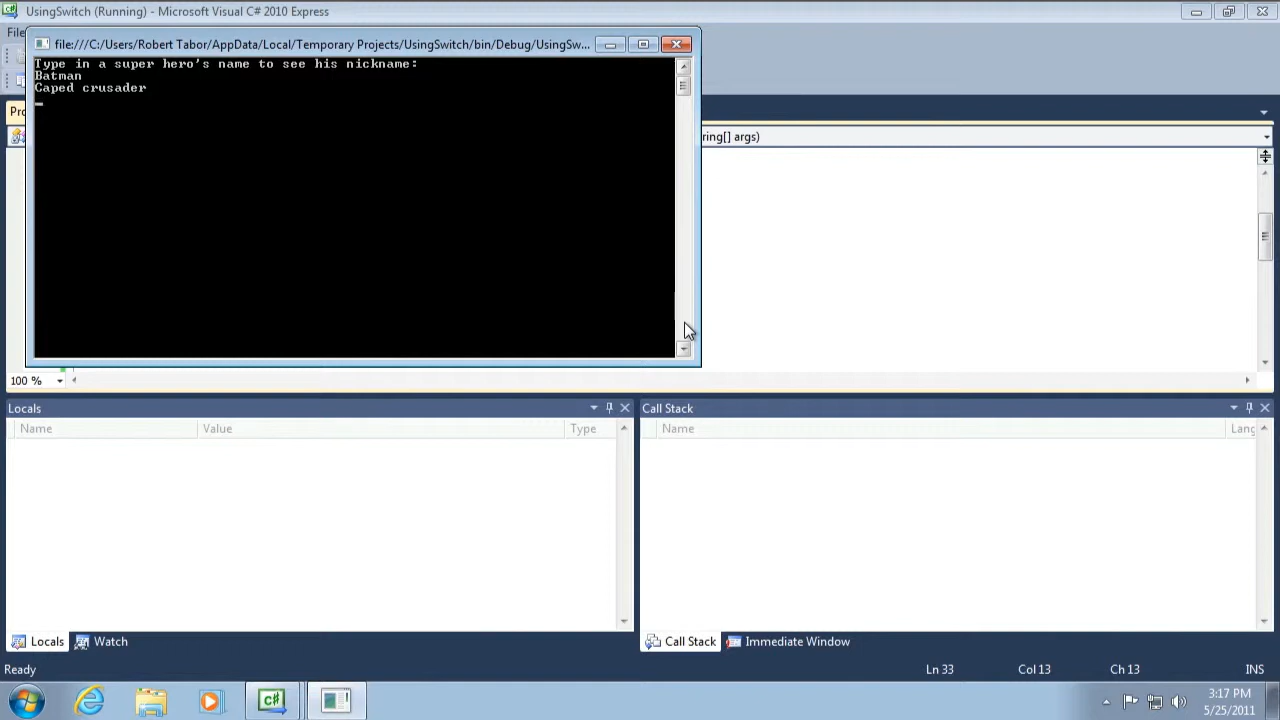 UsingSwitch (Running) - Microsoft Visual C# 2010 Express
file:///C:/Users/Robert Tabor/AppData/Local/Temporary Projects/UsingSwitch/bin/Debug/UsingSw...
Type in a super hero's name to see his nickname:
Batman
Caped crusader
ring[] args)
100 %
Locals
Name Value Type
Call Stack
Name Lang
Locals Watch
Call Stack Immediate Window
Ready Ln 33 Col 13 Ch 13 INS
3:17 PM
5/25/2011